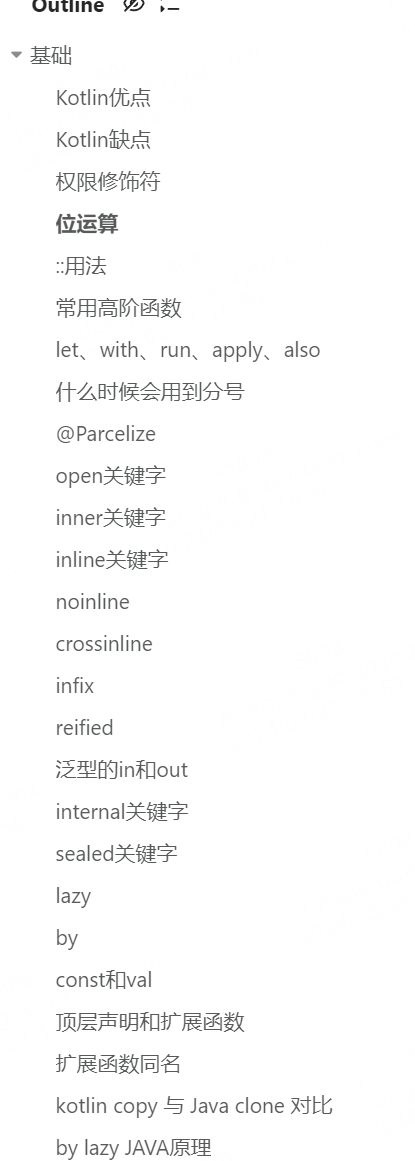 Outline
基础
Kotlin优点
Kotlin缺点
权限修饰符
位运算
::用法
常用高阶函数
let、with、run、apply、also
什么时候会用到分号
@Parcelize
open关键字
inner关键字
inline关键字
noinline
crossinline
infix
reified
泛型的in和out
internal关键字
sealed关键字
lazy
by
const和val
顶层声明和扩展函数
扩展函数同名
kotlin copy 与 Java clone 对比
by lazy JAVA原理